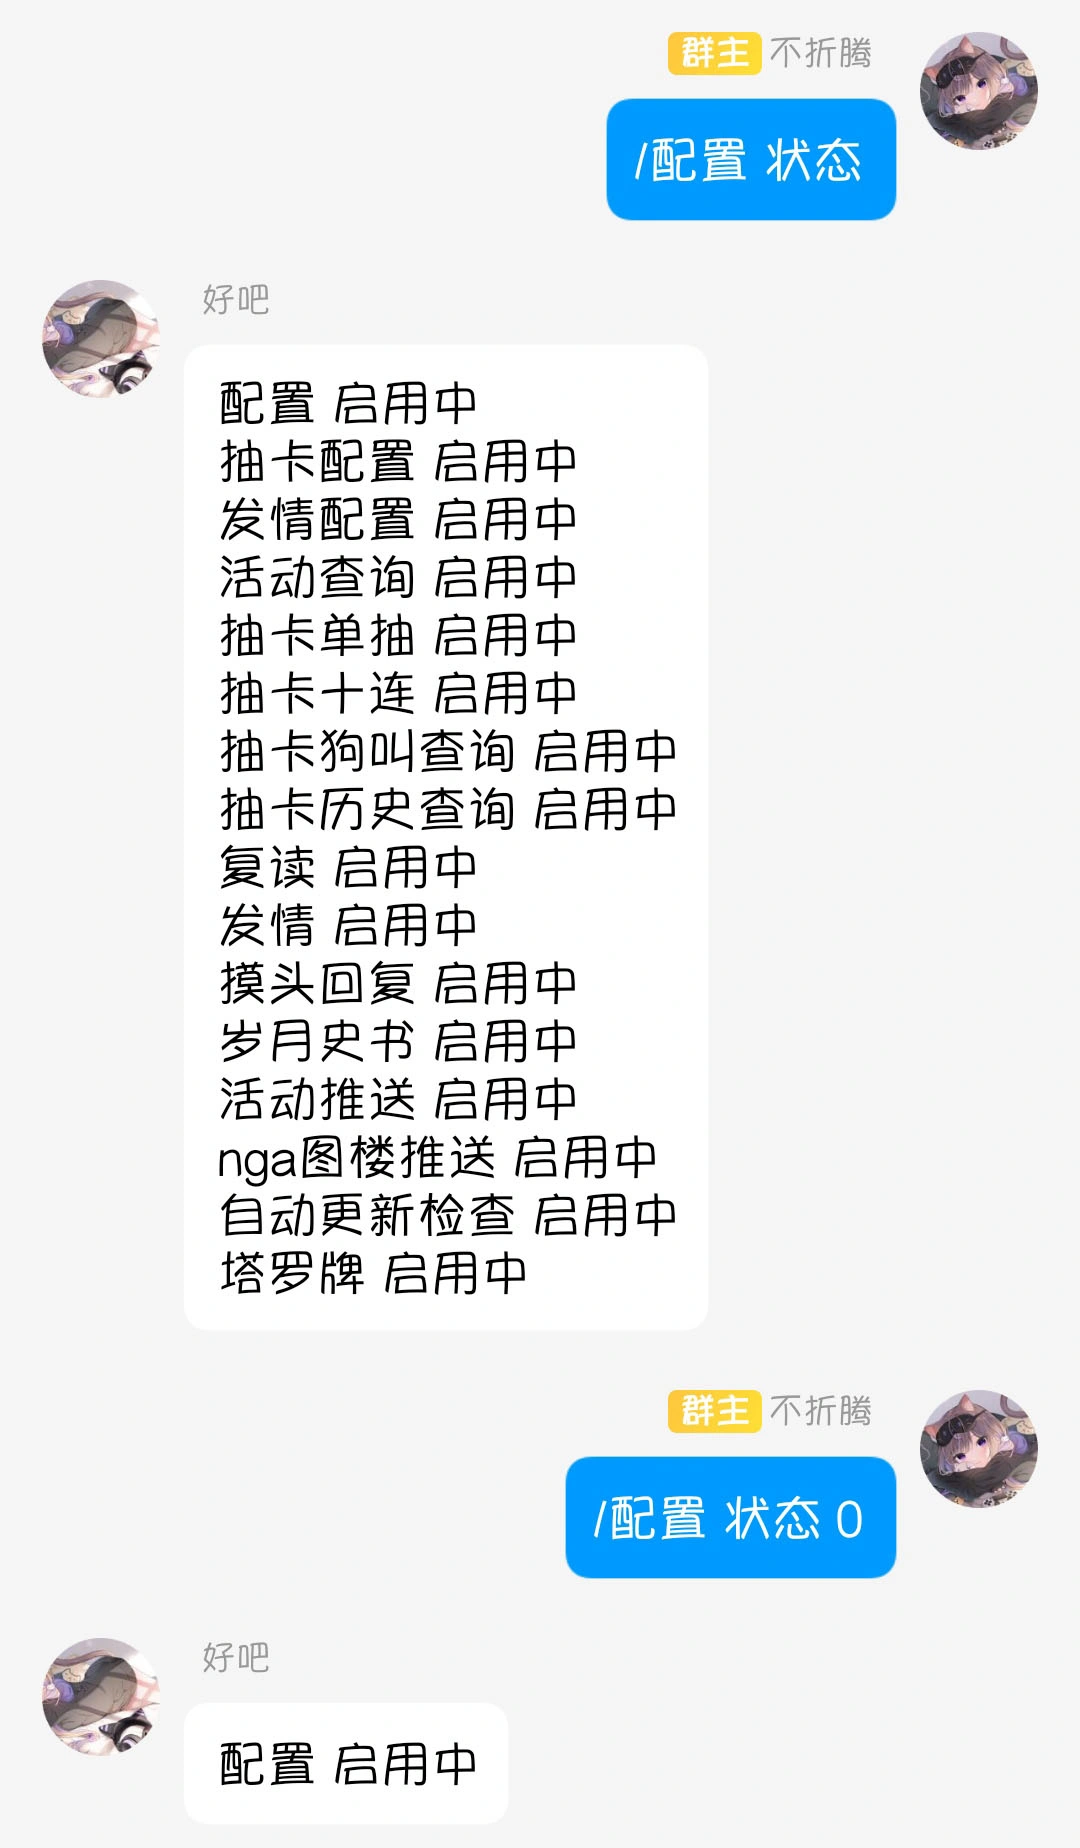 群主 不折腾
/配置 状态
好吧
配置 启用中
抽卡配置 启用中
发情配置 启用中
活动查询 启用中
抽卡单抽 启用中
抽卡十连 启用中
抽卡狗叫查询 启用中
抽卡历史查询 启用中
复读 启用中
发情 启用中
摸头回复 启用中
岁月史书 启用中
活动推送 启用中
nga图楼推送 启用中
自动更新检查 启用中
塔罗牌 启用中
群主 不折腾
/配置 状态 0
好吧
配置 启用中